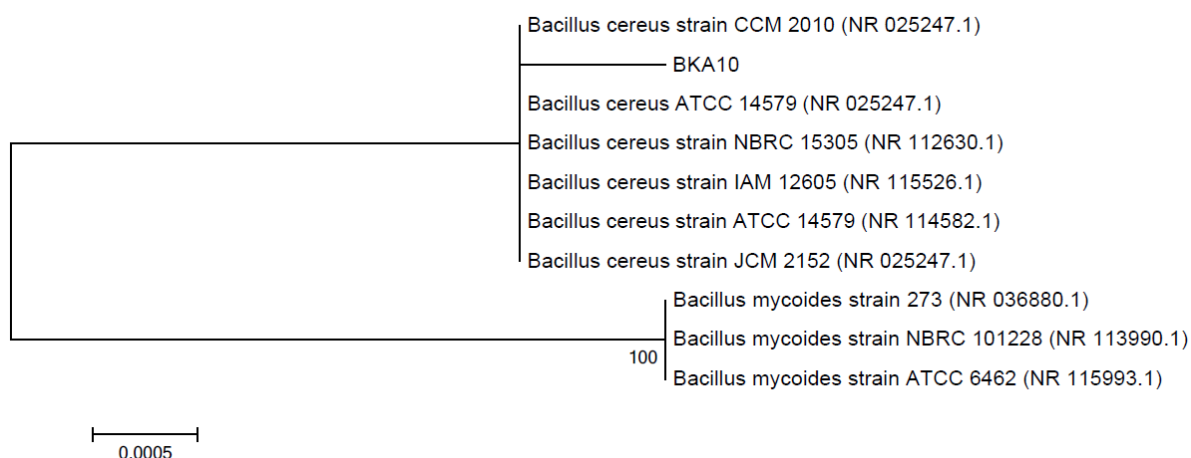 Bacillus cereus strain CCM 2010 (NR 025247.1)
BKA10
Bacillus cereus ATCC 14579 (NR 025247.1)
Bacillus cereus strain NBRC 15305 (NR 112630.1)
Bacillus cereus strain IAM 12605 (NR 115526.1)
Bacillus cereus strain ATCC 14579 (NR 114582.1)
Bacillus cereus strain JCM 2152 (NR 025247.1)
Bacillus mycoides strain 273 (NR 036880.1)
Bacillus mycoides strain NBRC 101228 (NR 113990.1)
100
Bacillus mycoides strain ATCC 6462 (NR 115993.1)
0.0005